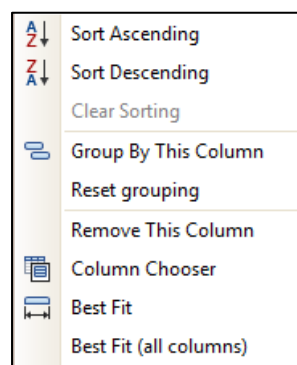 Sort Ascending
Sort Descending
Clear Sorting
Group By This Column
Reset grouping
Remove This Column
Column Chooser
Best Fit
Best Fit (all columns)